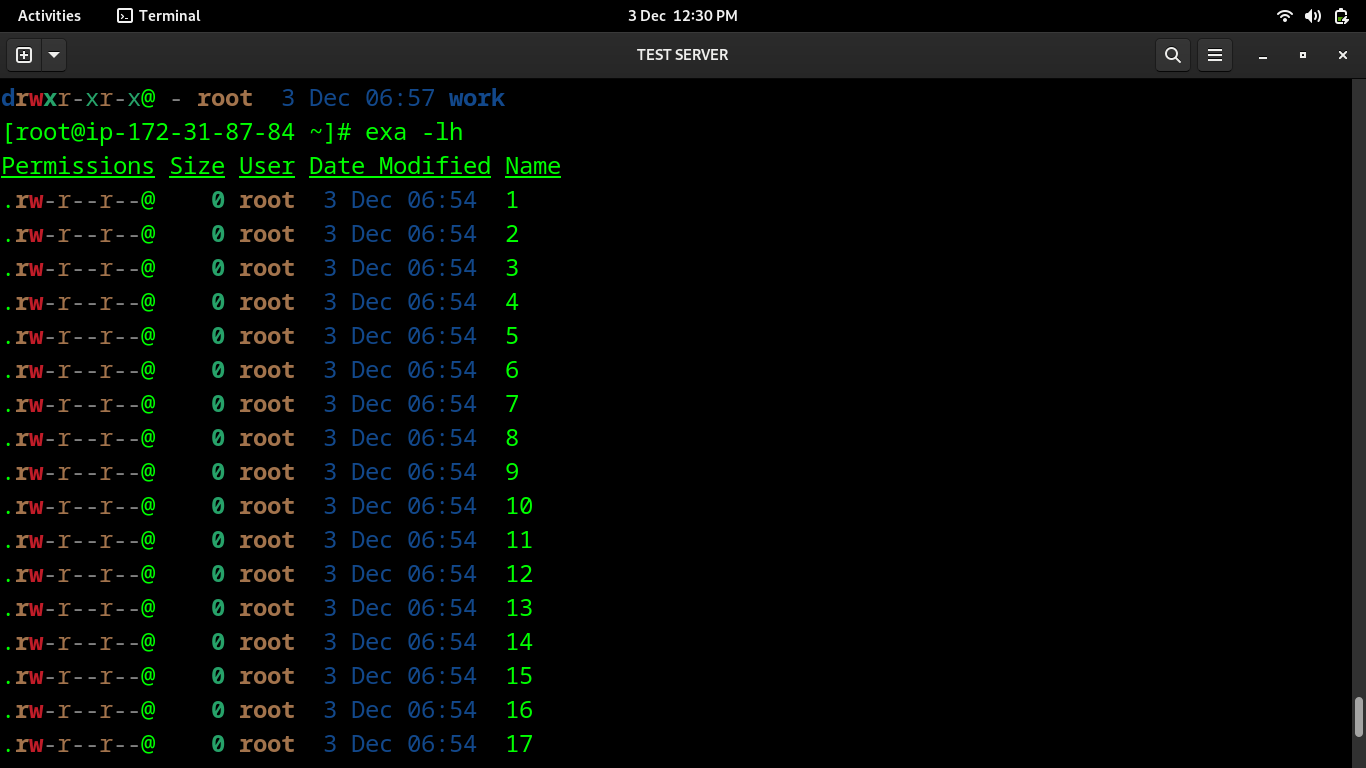 Activities Terminal 3 Dec 12:30 PM
TEST SERVER
drwxr-xr-x@ - root 3 Dec 06:57 work
[root@ip-172-31-87-84 ~]# exa -lh
Permissions Size User Date Modified Name
.rw-r--r--@ 0 root 3 Dec 06:54 1
.rw-r--r--@ 0 root 3 Dec 06:54 2
.rw-r--r--@ 0 root 3 Dec 06:54 3
.rw-r--r--@ 0 root 3 Dec 06:54 4
.rw-r--r--@ 0 root 3 Dec 06:54 5
.rw-r--r--@ 0 root 3 Dec 06:54 6
.rw-r--r--@ 0 root 3 Dec 06:54 7
.rw-r--r--@ 0 root 3 Dec 06:54 8
.rw-r--r--@ 0 root 3 Dec 06:54 9
.rw-r--r--@ 0 root 3 Dec 06:54 10
.rw-r--r--@ 0 root 3 Dec 06:54 11
.rw-r--r--@ 0 root 3 Dec 06:54 12
.rw-r--r--@ 0 root 3 Dec 06:54 13
.rw-r--r--@ 0 root 3 Dec 06:54 14
.rw-r--r--@ 0 root 3 Dec 06:54 15
.rw-r--r--@ 0 root 3 Dec 06:54 16
.rw-r--r--@ 0 root 3 Dec 06:54 17